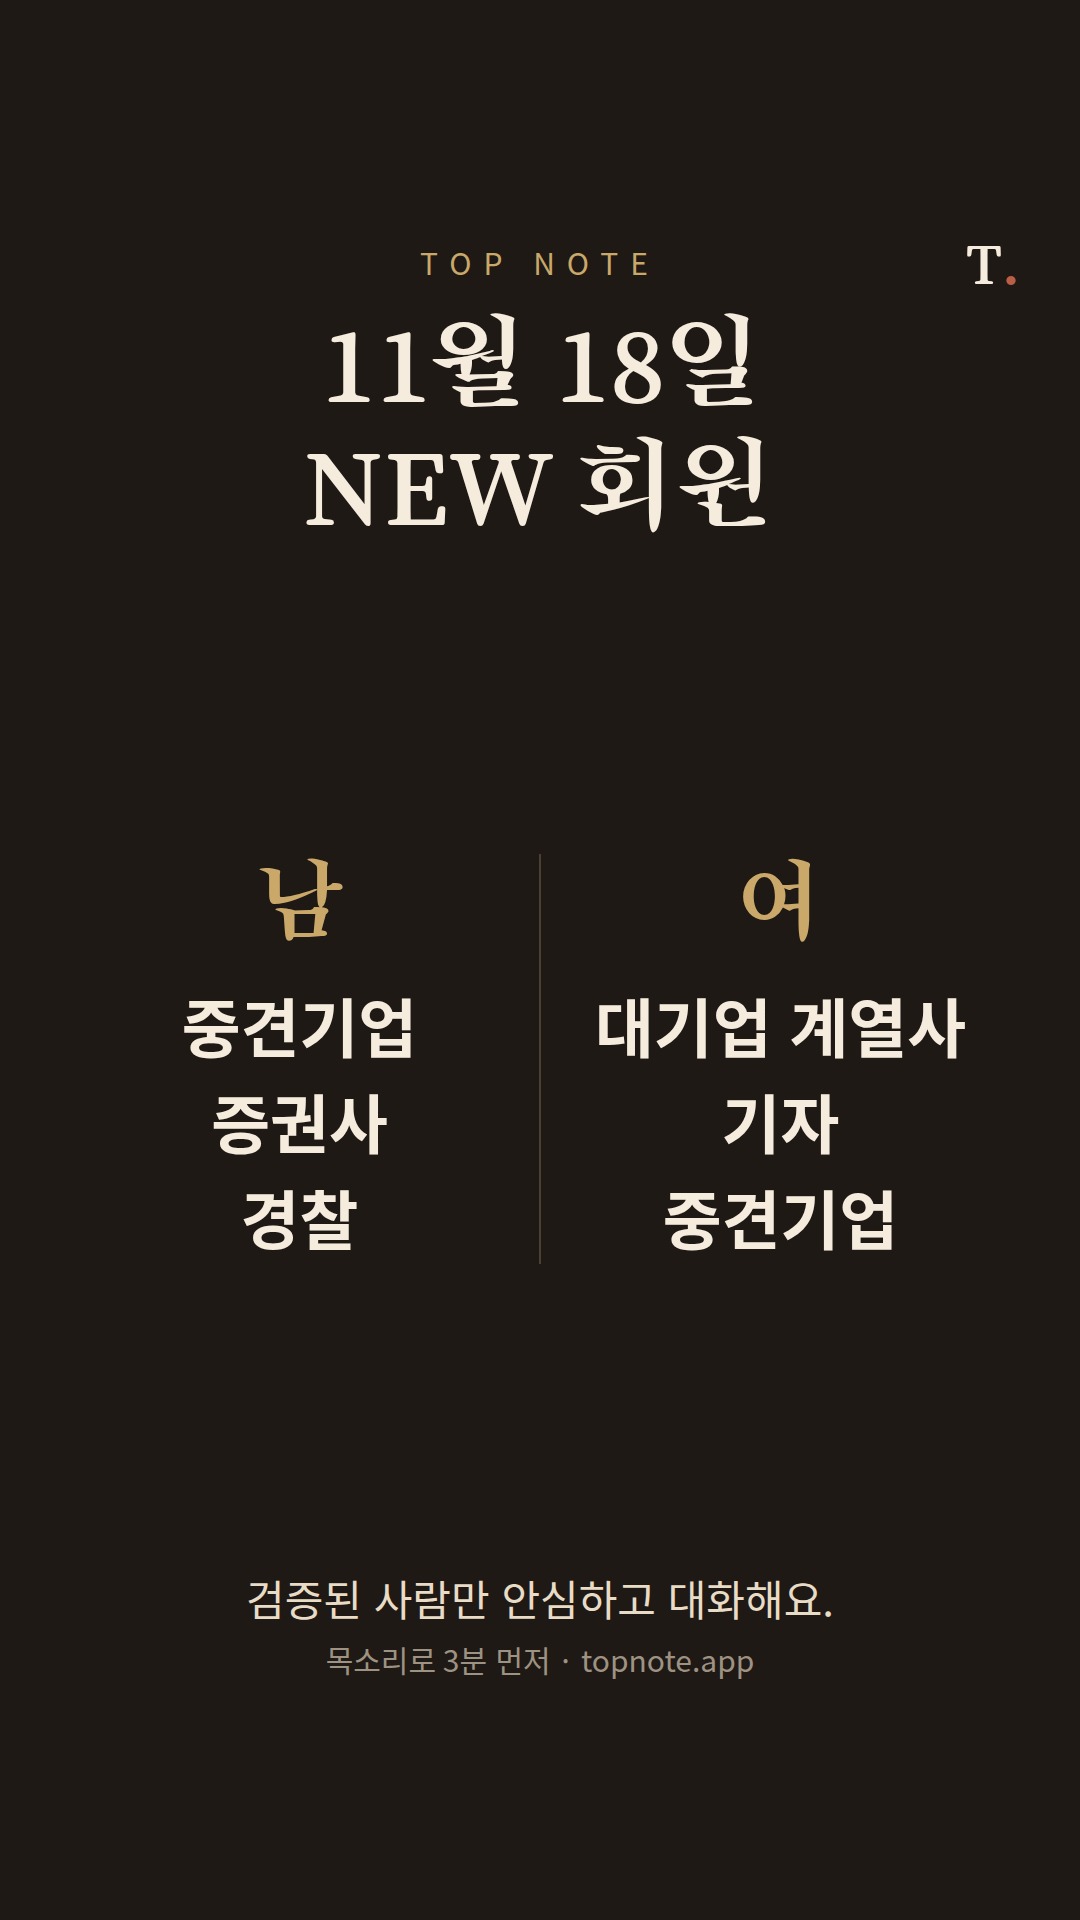 TOP NOTE
T.
11월 18일
NEW 회원
남
중견기업
증권사
경찰
여
대기업 계열사
기자
중견기업
검증된 사람만 안심하고 대화해요.
목소리로 3분 먼저 · topnote.app